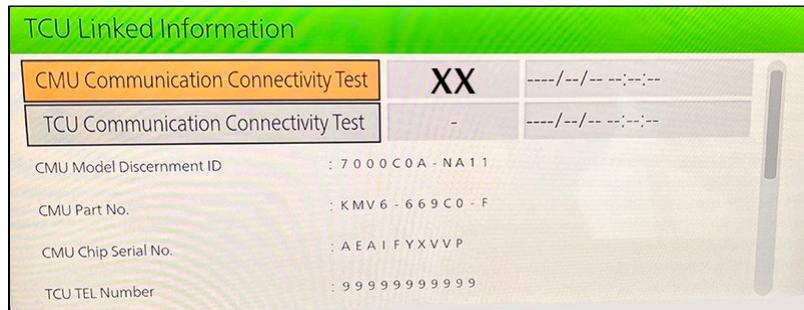 TCU Linked Information
CMU Communication Connectivity Test XX ----/--/-- --:--:--
TCU Communication Connectivity Test - ----/--/-- --:--:--
CMU Model Discernment ID : 7000C0A-NA11
CMU Part No. : KMV6-669C0-F
CMU Chip Serial No. : AEAIFYXVVP
TCU TEL Number : 99999999999